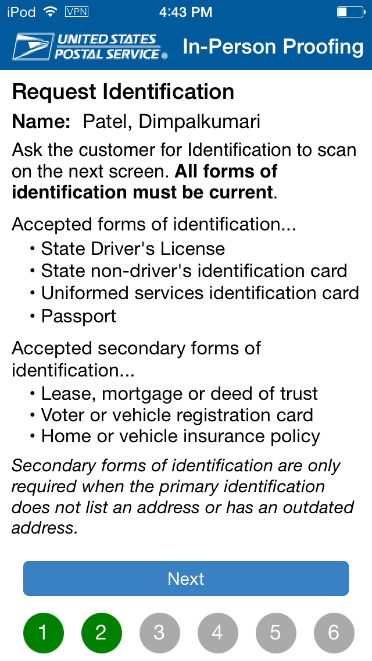 iPod VPN 4:43 PM
UNITED STATES
POSTAL SERVICE®
In-Person Proofing
Request Identification
Name: Patel, Dimpalkumari
Ask the customer for Identification to scan
on the next screen. All forms of
identification must be current.
Accepted forms of identification...
• State Driver's License
• State non-driver's identification card
• Uniformed services identification card
• Passport
Accepted secondary forms of
identification...
• Lease, mortgage or deed of trust
• Voter or vehicle registration card
• Home or vehicle insurance policy
Secondary forms of identification are only
required when the primary identification
does not list an address or has an outdated
address.
Next
1 2 3 4 5 6